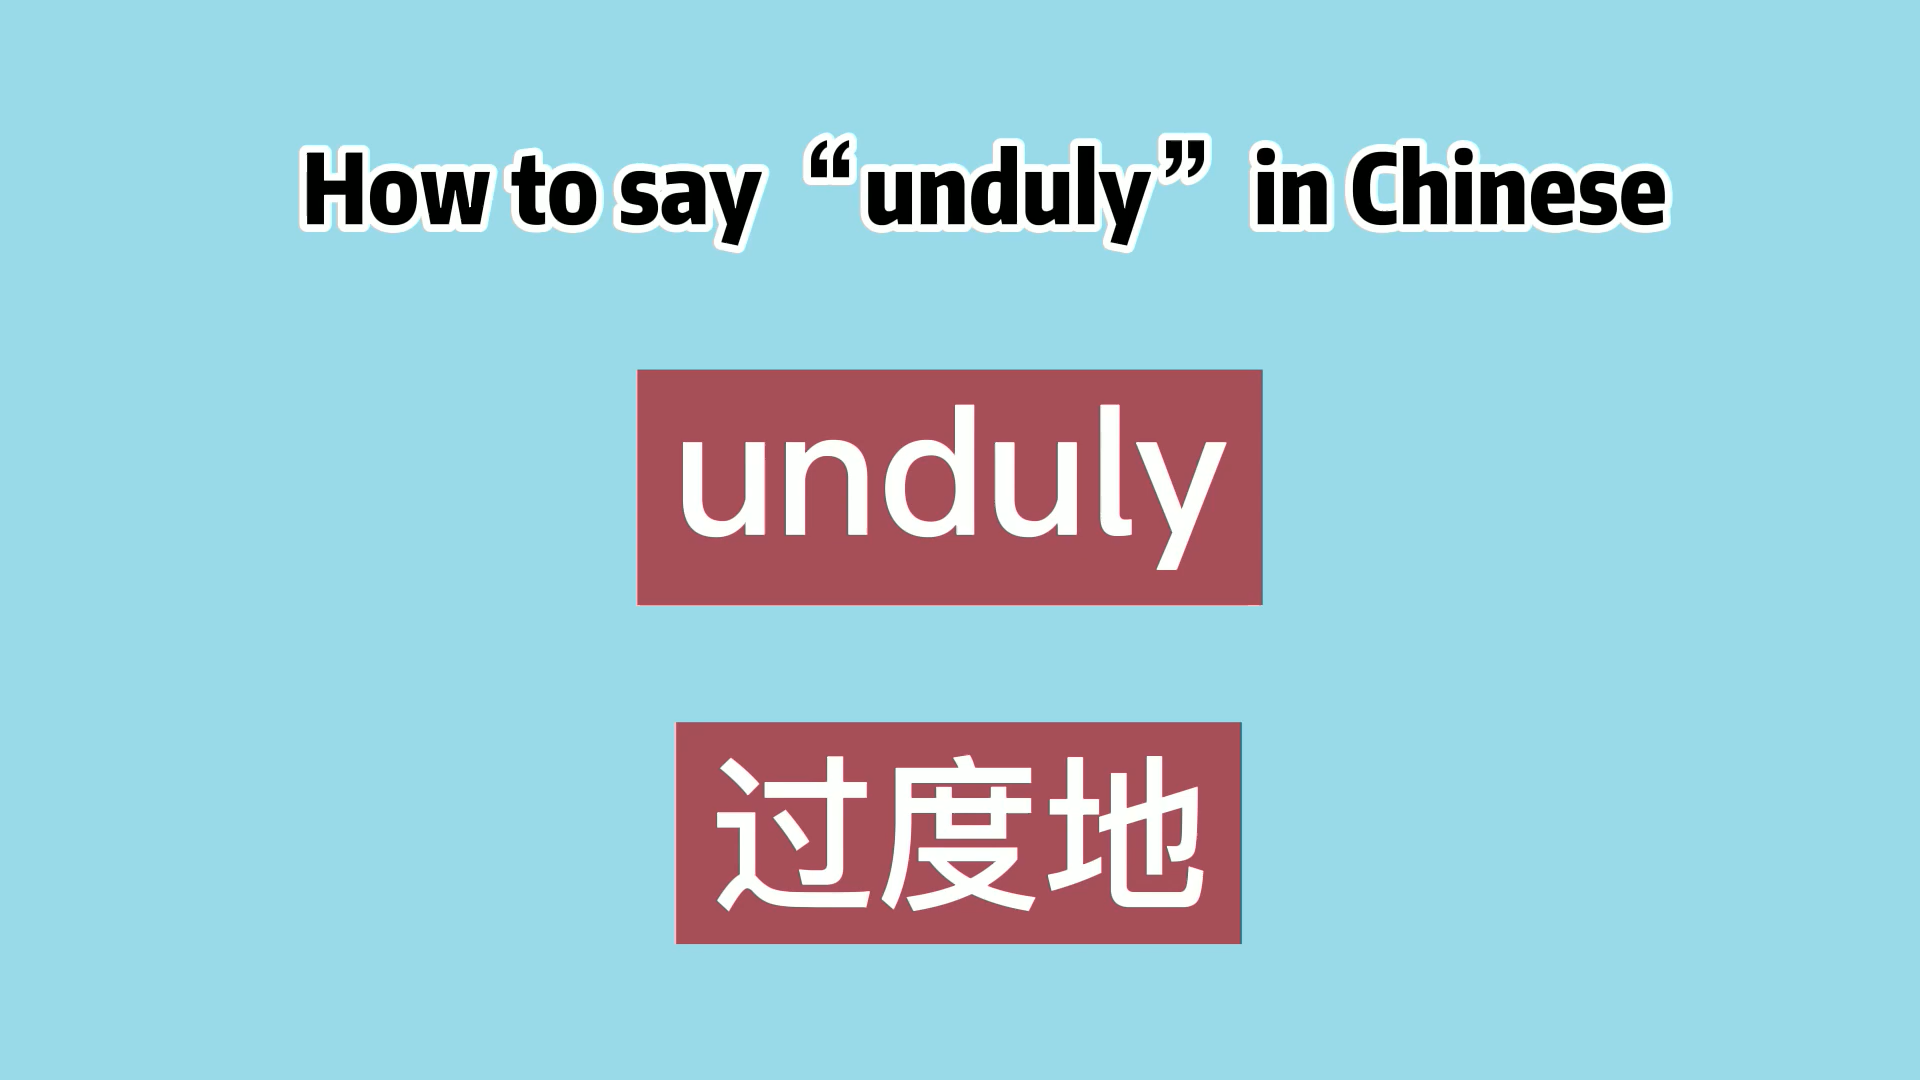 How to say “unduly” in Chinese
unduly
过度地